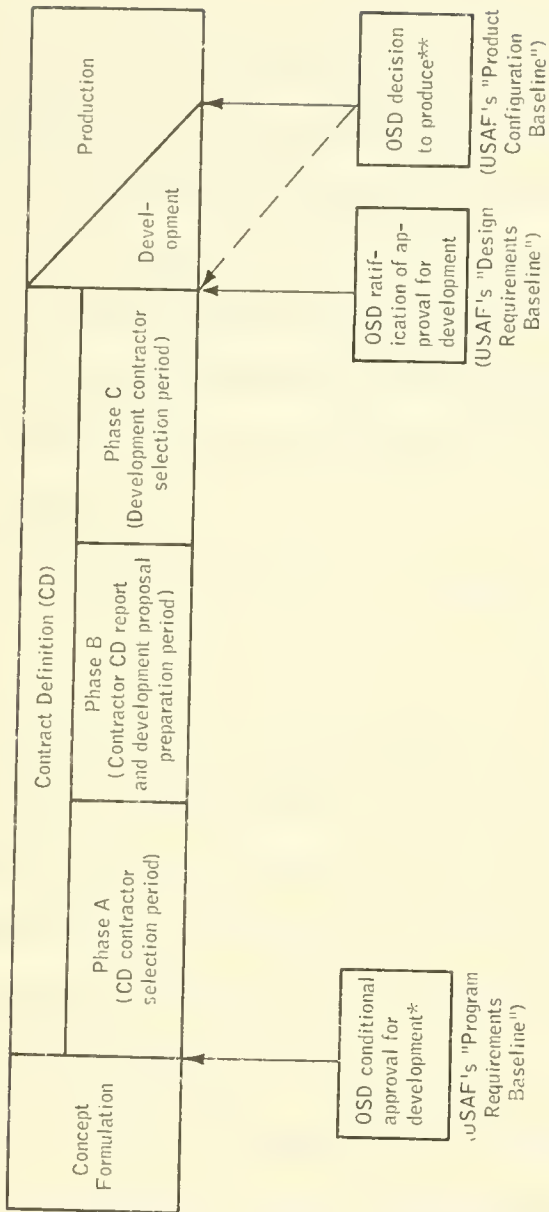 Concept
Formulation
Contract Definition (CD)
Phase A
(CD contractor
selection period)
Phase B
(Contractor CD report
and development proposal
preparation period)
Phase C
(Development contractor
selection period)
Devel-
opment
Production
OSD conditional
approval for
development*
(USAF's "Program
Requirements
Baseline")
OSD ratif-
ication of ap-
proval for
development
(USAF's "Design
Requirements
Baseline")
OSD decision
to produce**
(USAF's "Product
Configuration
Baseline")